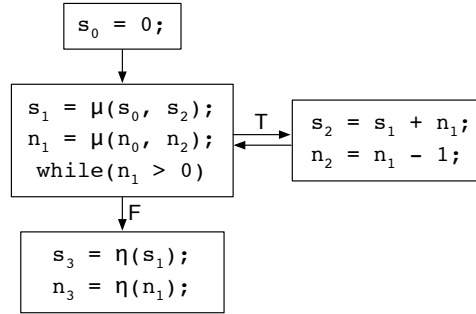 s₀ = 0;
s₁ = μ(s₀, s₂);
n₁ = μ(n₀, n₂);
while(n₁ > 0)
T
s₂ = s₁ + n₁;
n₂ = n₁ - 1;
F
s₃ = η(s₁);
n₃ = η(n₁);